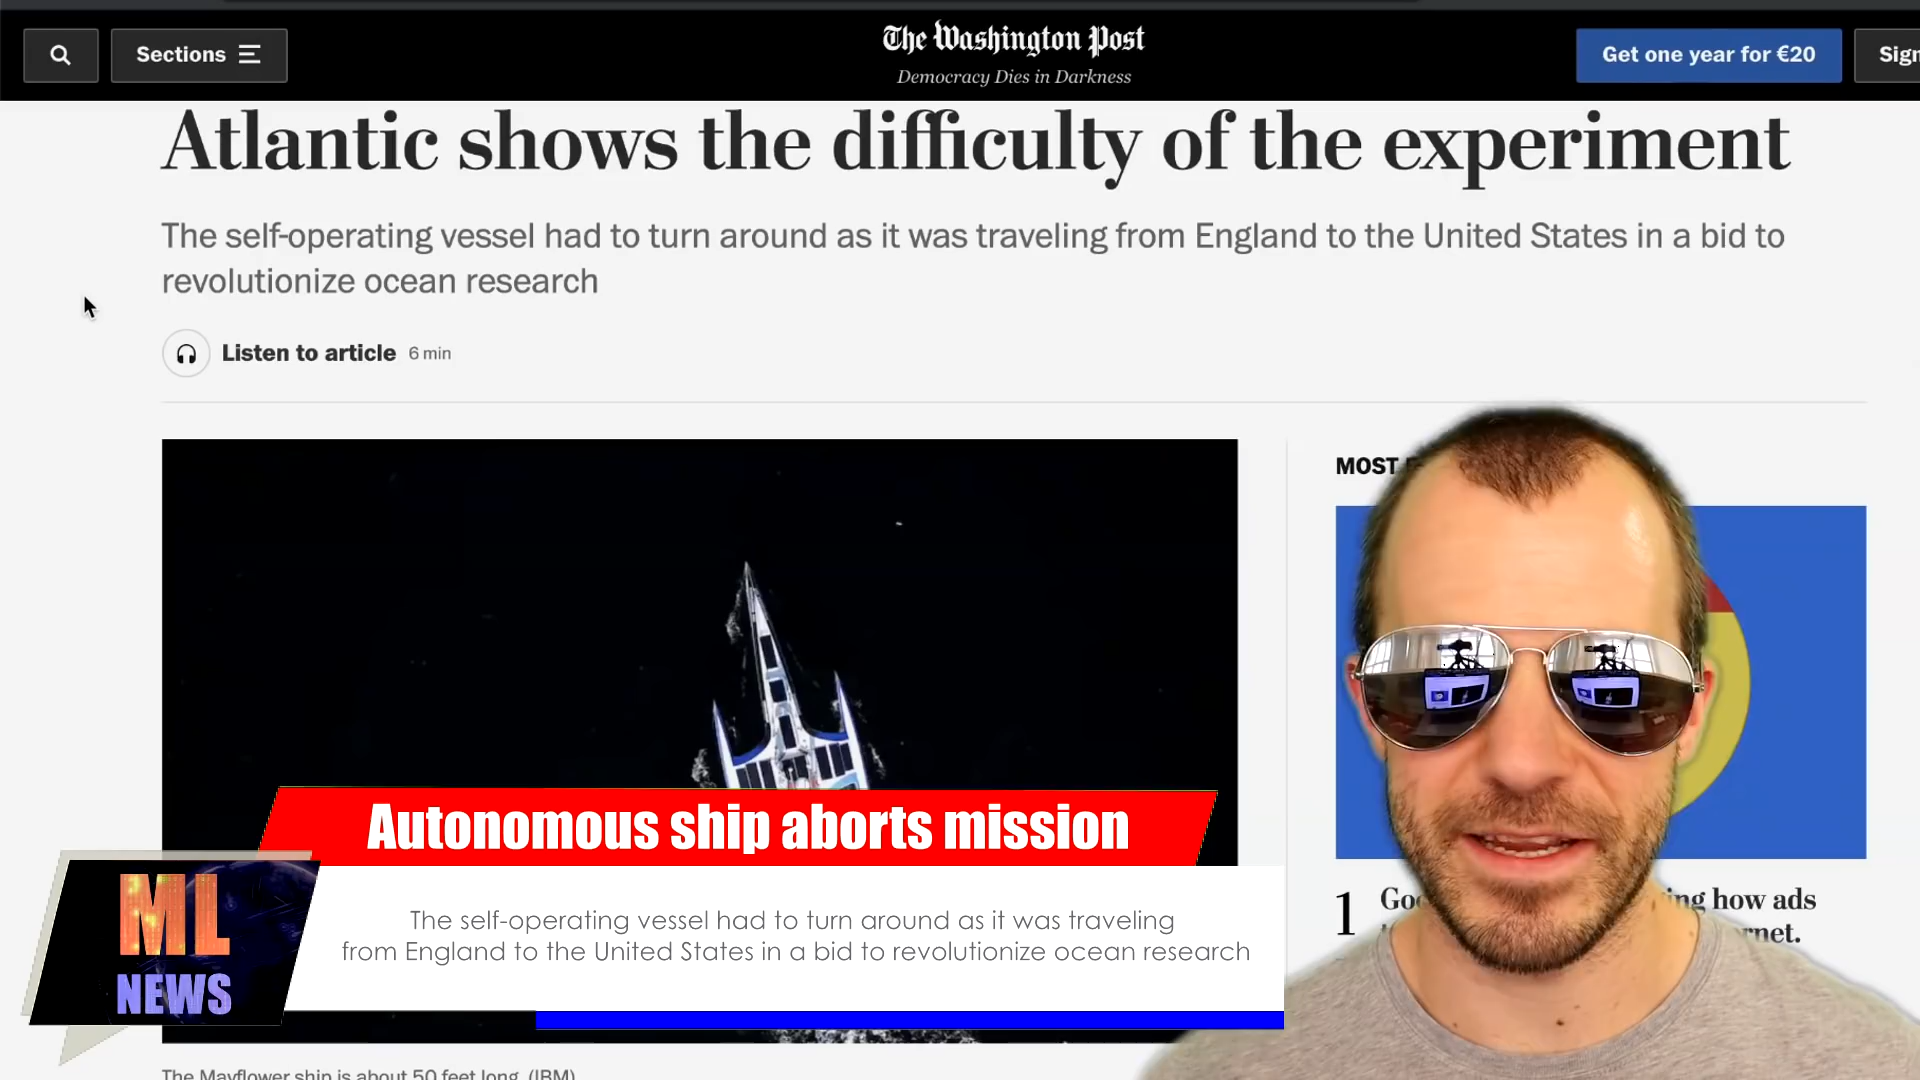 Sections
The Washington Post
Democracy Dies in Darkness
Get one year for €20
Atlantic shows the difficulty of the experiment
The self-operating vessel had to turn around as it was traveling from England to the United States in a bid to
revolutionize ocean research
Listen to article 6 min
MOST
Autonomous ship aborts mission
The self-operating vessel had to turn around as it was traveling
from England to the United States in a bid to revolutionize ocean research
ML
NEWS
1
how ads
The Mayflower ship is about 50 feet long. (IBM)